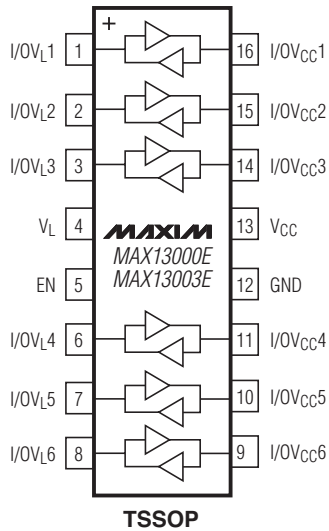 +
I/OVL1 1 16 I/OVCC1
I/OVL2 2 15 I/OVCC2
I/OVL3 3 14 I/OVCC3
VL 4 MAXIM 13 VCC
MAX13000E
MAX13003E
EN 5 12 GND
I/OVL4 6 11 I/OVCC4
I/OVL5 7 10 I/OVCC5
I/OVL6 8 9 I/OVCC6
TSSOP